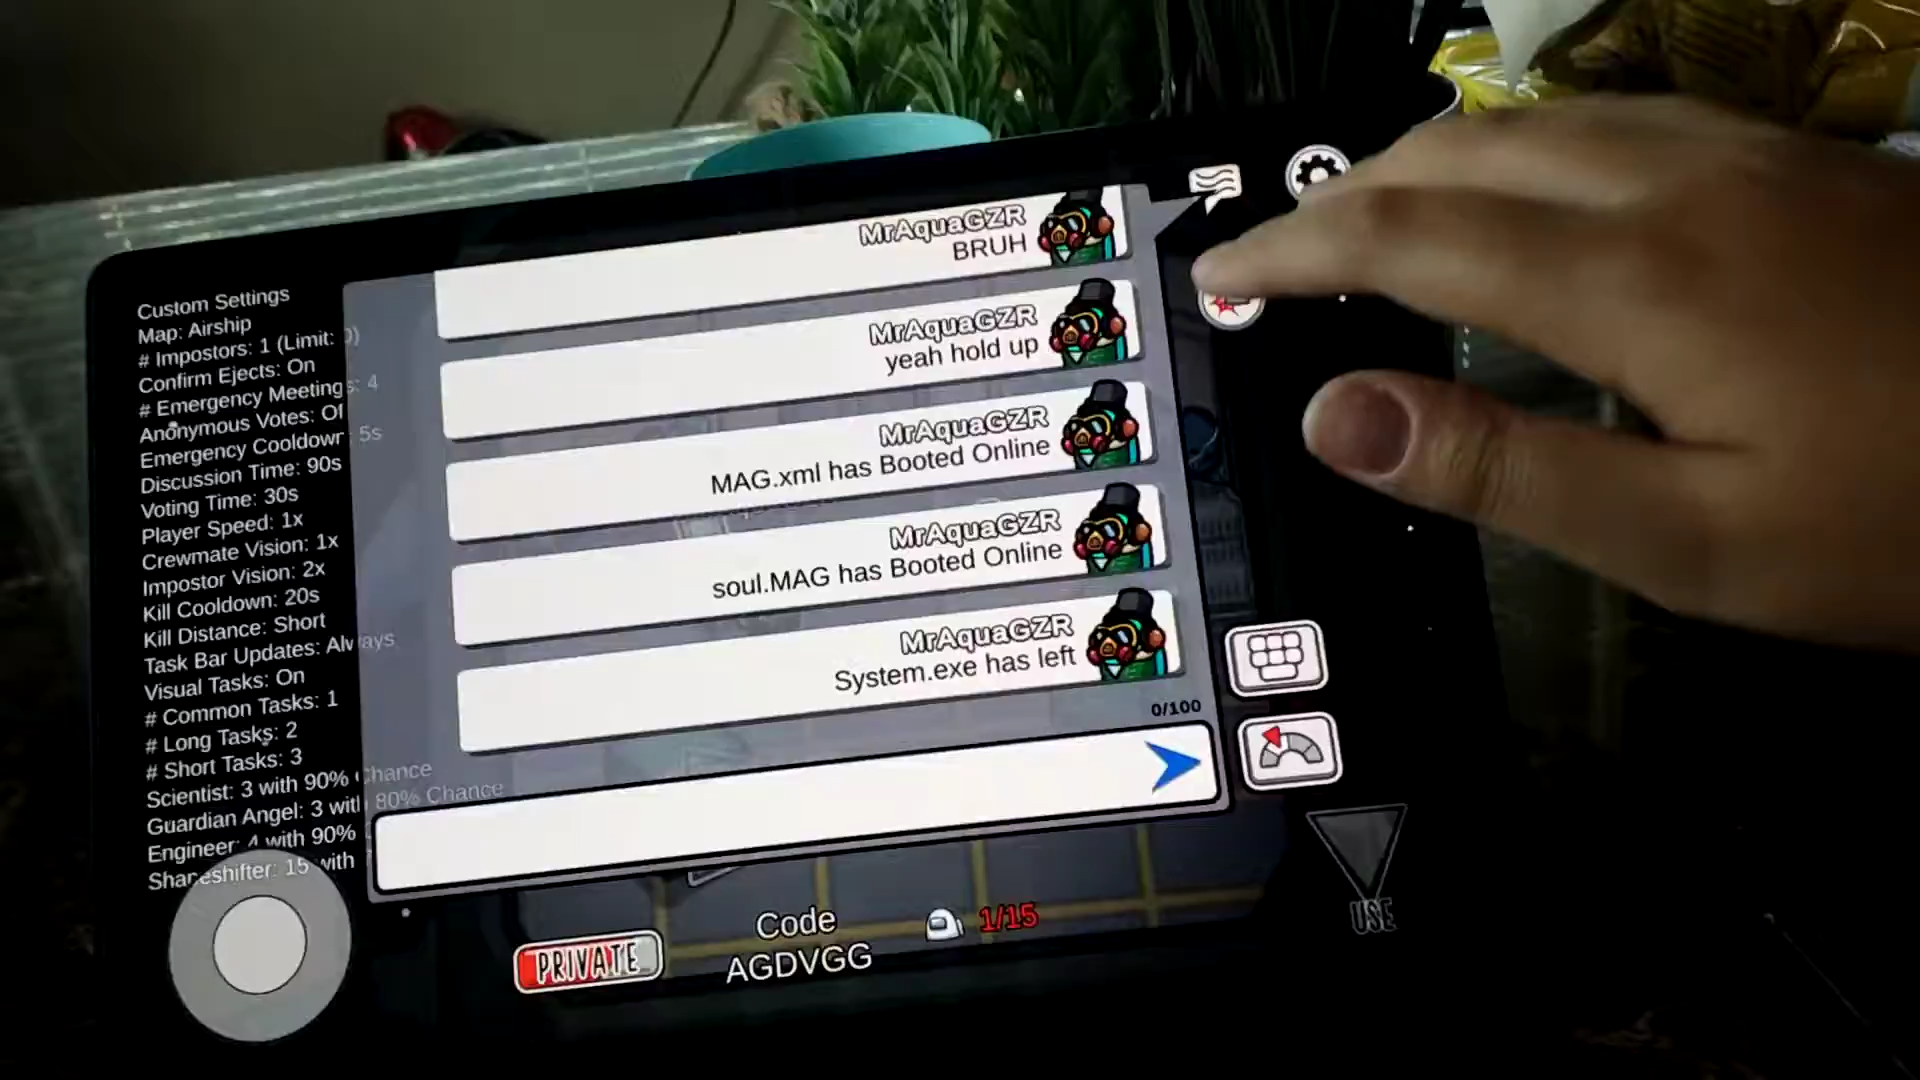 Custom Settings
Map: Airship
# Impostors: 1 (Limit: 0)
Confirm Ejects: On
# Emergency Meetings: 4
Anonymous Votes: Of
Emergency Cooldown: 5s
Discussion Time: 90s
Voting Time: 30s
Player Speed: 1x
Crewmate Vision: 1x
Impostor Vision: 2x
Kill Cooldown: 20s
Kill Distance: Short
Task Bar Updates: Always
Visual Tasks: On
# Common Tasks: 1
# Long Tasks: 2
# Short Tasks: 3
Scientist: 3 with 90% Chance
Guardian Angel: 3 with 80% Chance
Engineer: 4 with 90%
Shapeshifter: 15 with
MrAquaGZR
BRUH
MrAquaGZR
yeah hold up
MrAquaGZR
MAG.xml has Booted Online
MrAquaGZR
soul.MAG has Booted Online
MrAquaGZR
System.exe has left
0/100
PRIVATE
Code
AGDVGG
1/15
USE